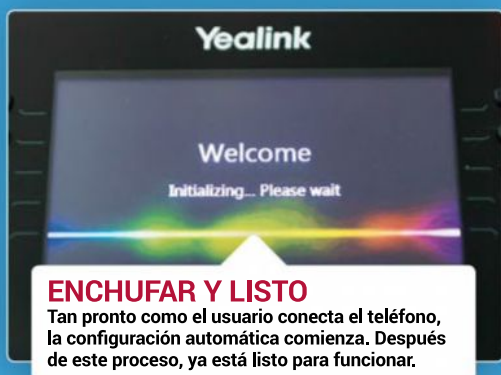 Yealink
Welcome
Initializing... Please wait
ENCHUFAR Y LISTO
Tan pronto como el usuario conecta el teléfono,
la configuración automática comienza. Después
de este proceso, ya está listo para funcionar.